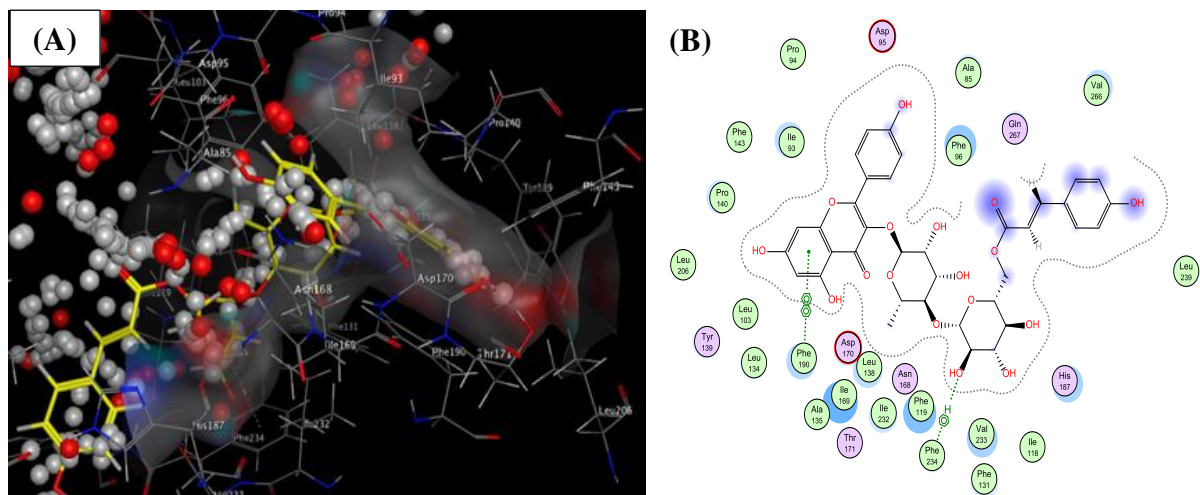 (A)
Pro94
Asp95
Leu103
Ile93
Phe96
Leu118
Pro140
Ala85
Tyr139
Phe143
Asp170
Asn168
Phe131
Ile169
Phe190
Thr171
Leu206
His187
Ile232
Phe234
(B)
Asp
95
Pro
94
Ala
85
Val
266
OH
Gln
267
Phe
143
Ile
93
Phe
96
H
O
OH
Pro
140
O
HO
O
HO
OH
H
Leu
206
OH
O
O
O
OH
Leu
239
Leu
103
O
OH
Tyr
139
Leu
134
Phe
190
Asp
170
Leu
138
Asn
168
O
O
OH
HO
OH
His
187
Ala
135
Ile
169
Ile
232
Phe
119
H
Thr
171
Val
233
Ile
118
Phe
234
Phe
131